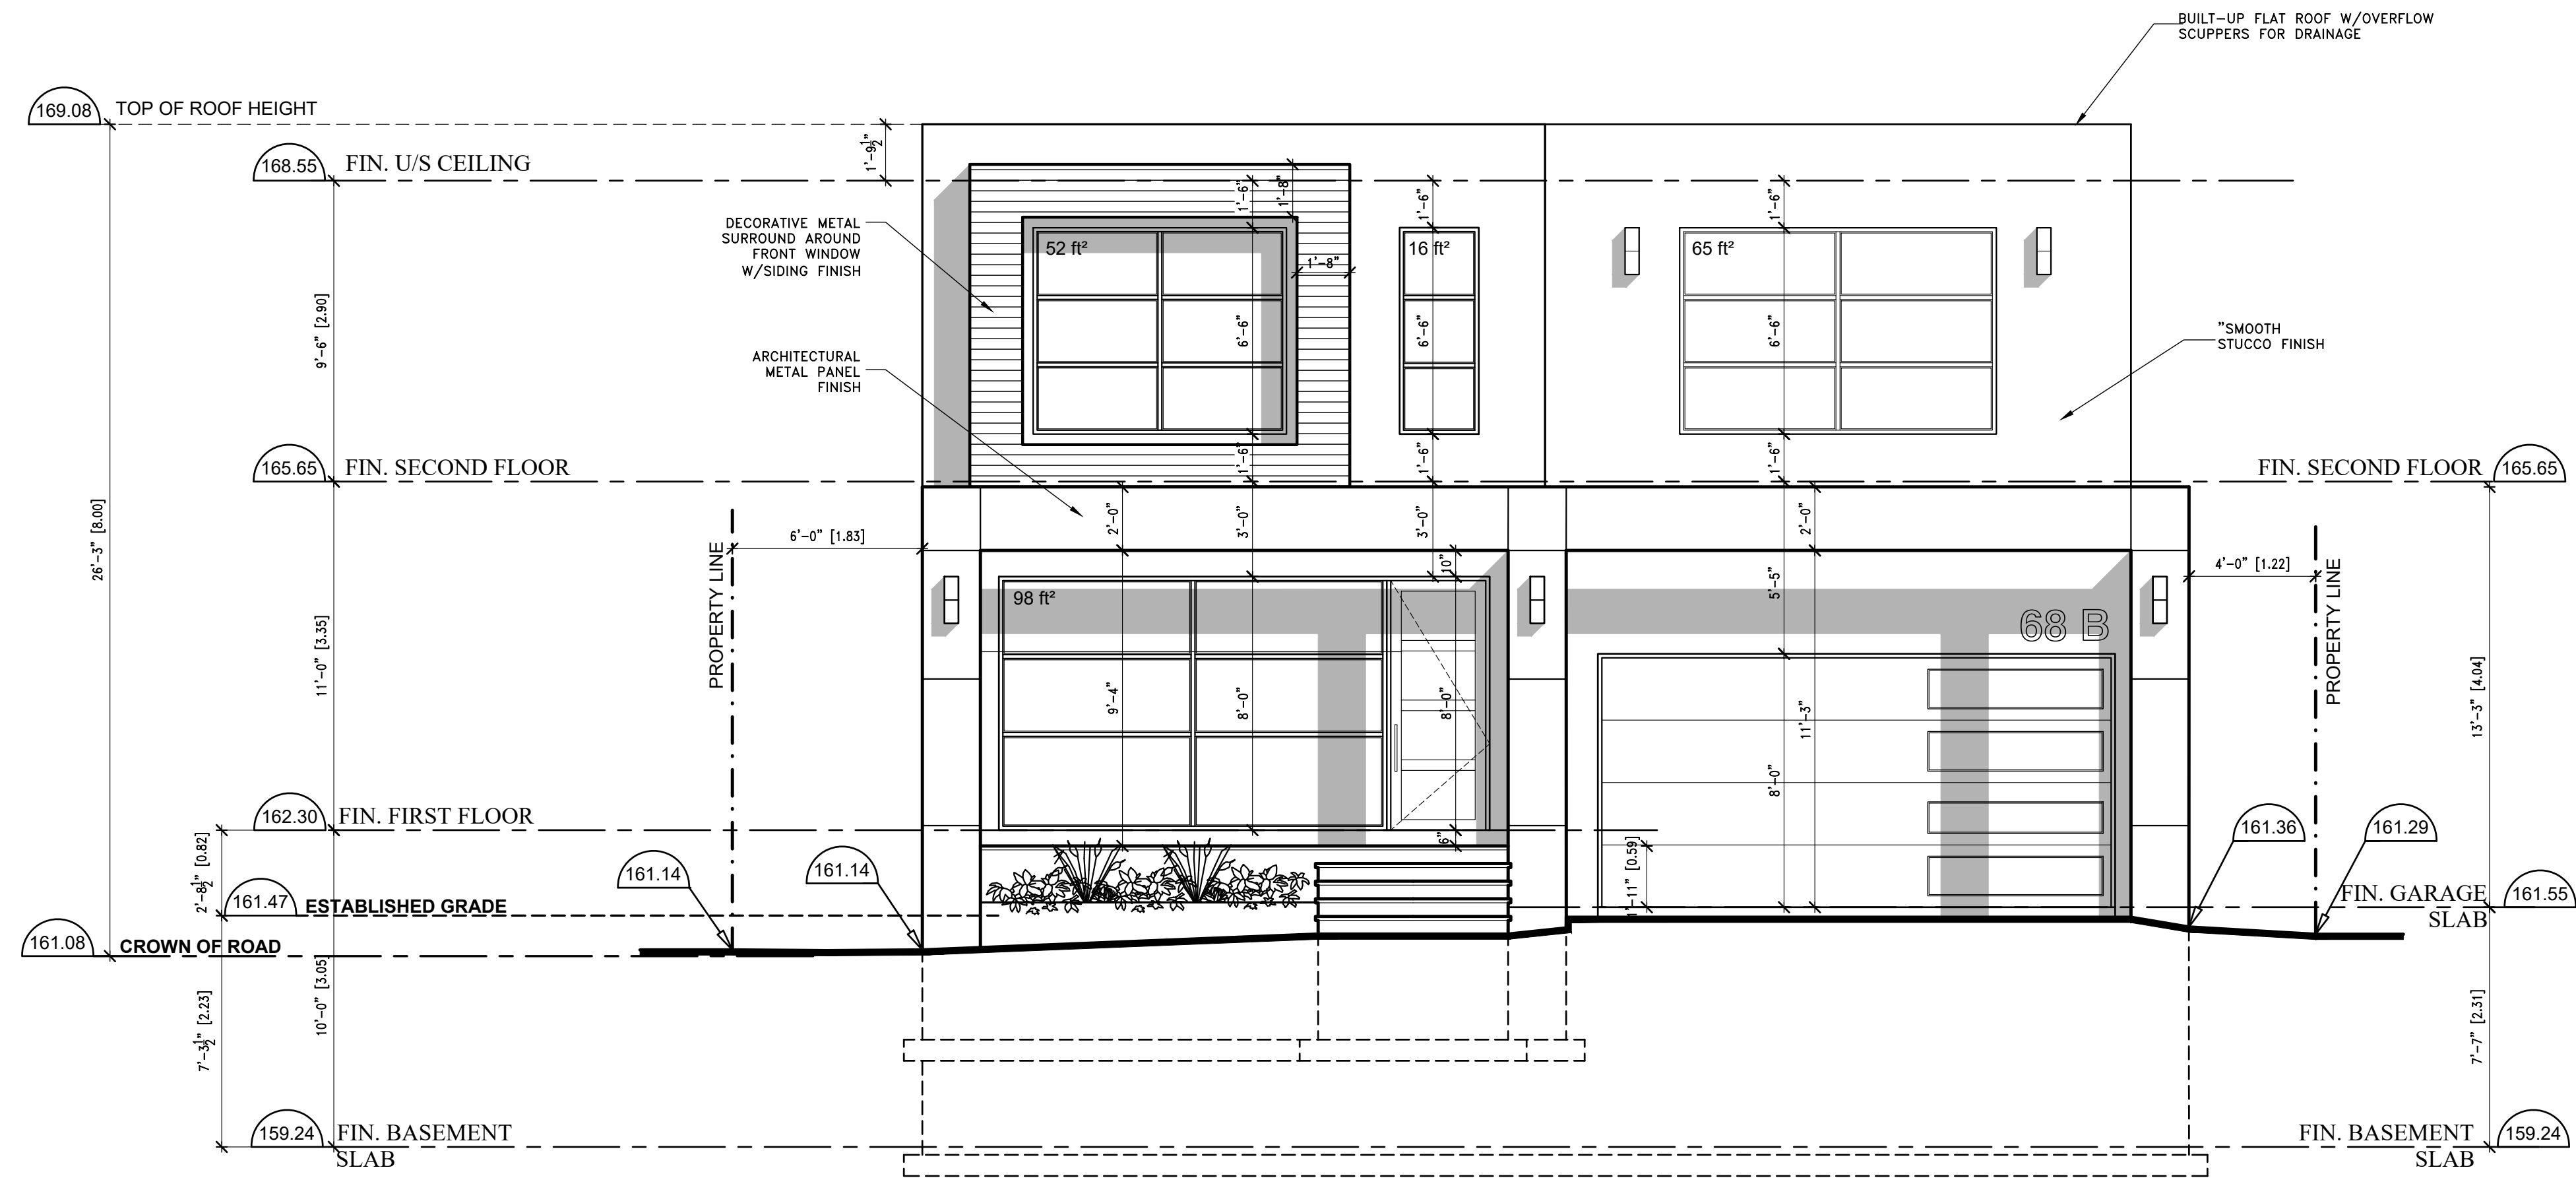 BUILT-UP FLAT ROOF W/OVERFLOW
SCUPPERS FOR DRAINAGE
169.08 TOP OF ROOF HEIGHT
1'-9½"
168.55 FIN. U/S CEILING
1'-6"
1'-8"
1'-6"
1'-6"
DECORATIVE METAL
SURROUND AROUND
FRONT WINDOW
W/SIDING FINISH
52 ft²
16 ft²
65 ft²
1'-8"
9'-6" [2.90]
6'-6"
6'-6"
6'-6"
"SMOOTH
STUCCO FINISH
ARCHITECTURAL
METAL PANEL
FINISH
1'-6"
1'-6"
1'-6"
165.65 FIN. SECOND FLOOR
FIN. SECOND FLOOR 165.65
26'-3" [8.00]
6'-0" [1.83]
2'-0"
3'-0"
3'-0"
2'-0"
10"
5'-5"
4'-0" [1.22]
PROPERTY LINE
PROPERTY LINE
98 ft²
68 B
11'-0" [3.35]
9'-4"
8'-0"
8'-0"
11'-3"
8'-0"
13'-3" [4.04]
162.30 FIN. FIRST FLOOR
6"
1'-11" [0.59]
161.36
161.29
161.14
161.14
2'-8½" [0.82]
161.47 ESTABLISHED GRADE
FIN. GARAGE 161.55
SLAB
161.08 CROWN OF ROAD
7'-3½" [2.23]
10'-0" [3.05]
7'-7" [2.31]
159.24 FIN. BASEMENT
SLAB
FIN. BASEMENT 159.24
SLAB